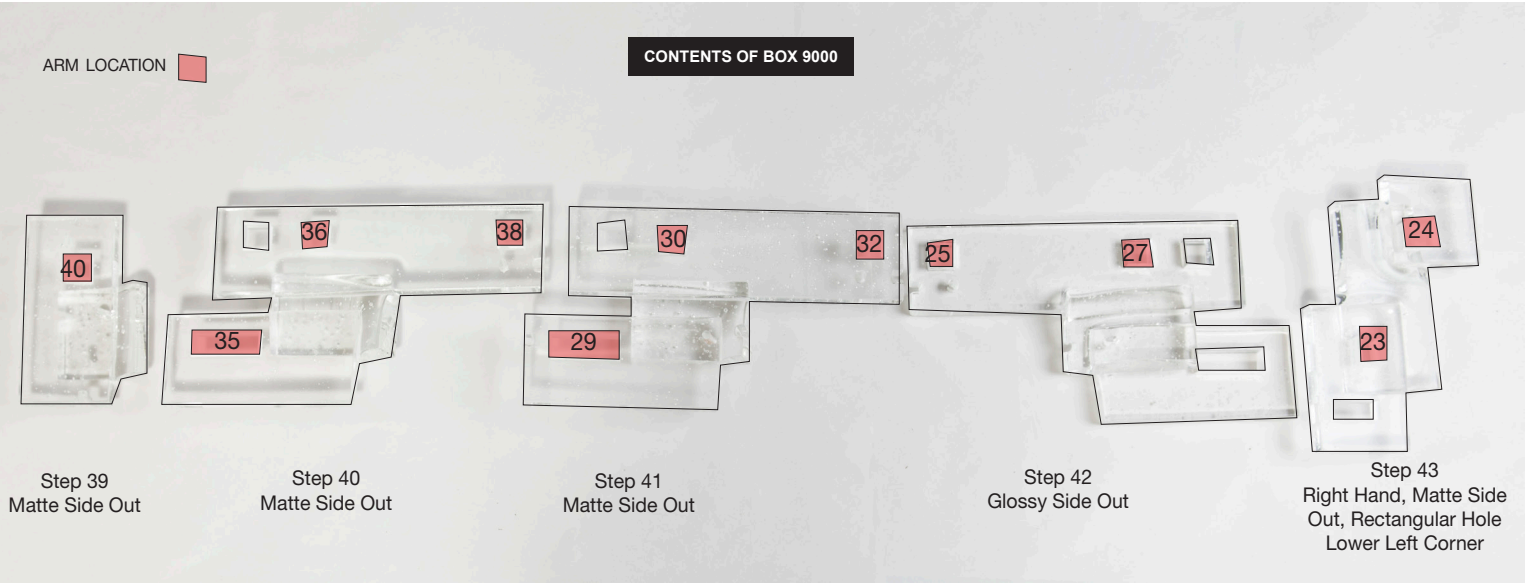 ARM LOCATION
CONTENTS OF BOX 9000
40
36
38
35
30
32
29
25
27
24
23
Step 39
Matte Side Out
Step 40
Matte Side Out
Step 41
Matte Side Out
Step 42
Glossy Side Out
Step 43
Right Hand, Matte Side
Out, Rectangular Hole
Lower Left Corner